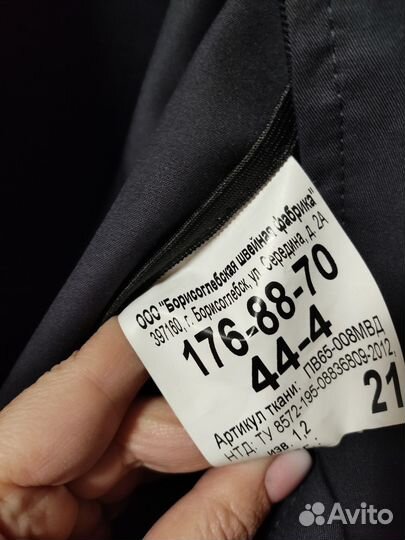 ООО "Борисоглебская швейная фабрика"
397160, г. Борисоглебск, ул. Середина, д. 2А
176-88-70
44-4
Артикул ткани: ПВ65-008МВД
НТД: ТУ 8572-195-08836809-2012,
изв. 1,2
21
Avito